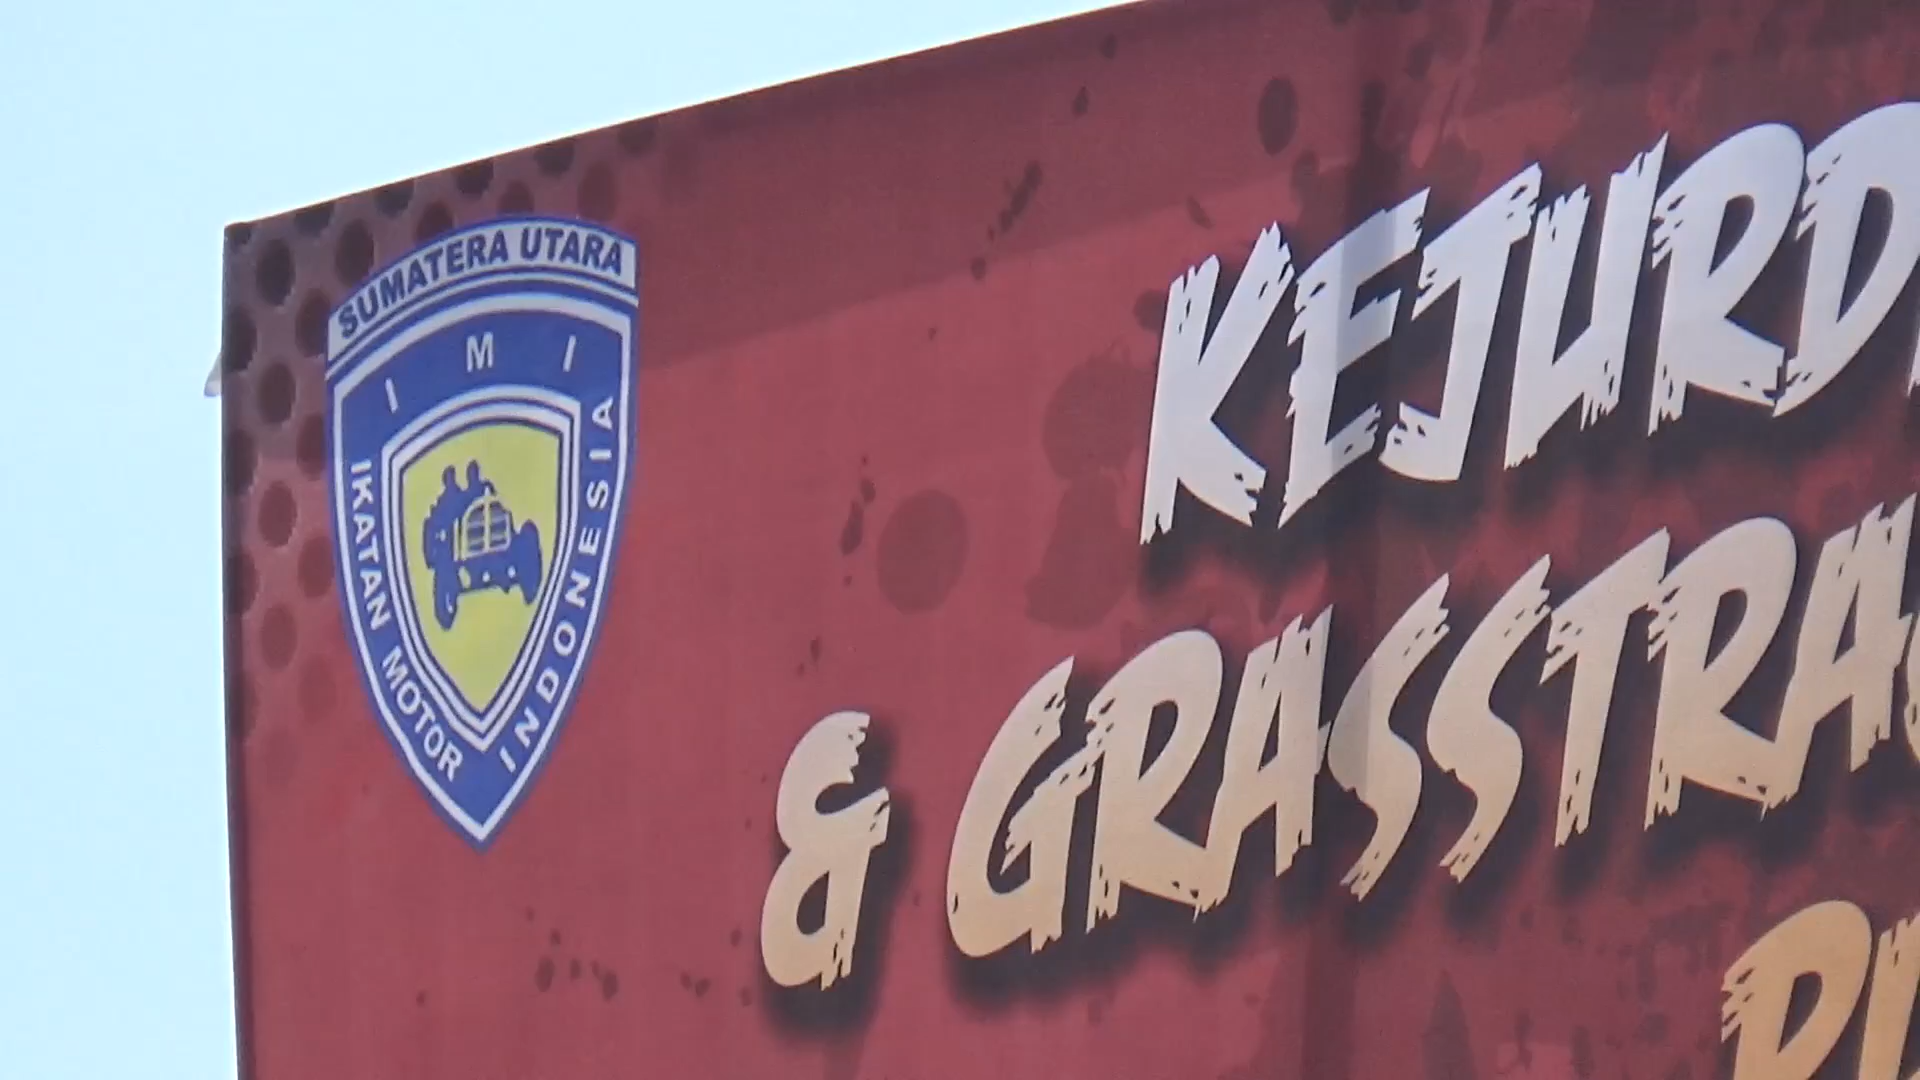 SUMATERA UTARA
I M I
IKATAN MOTOR INDONESIA
KEJURD
& GRASSTRA